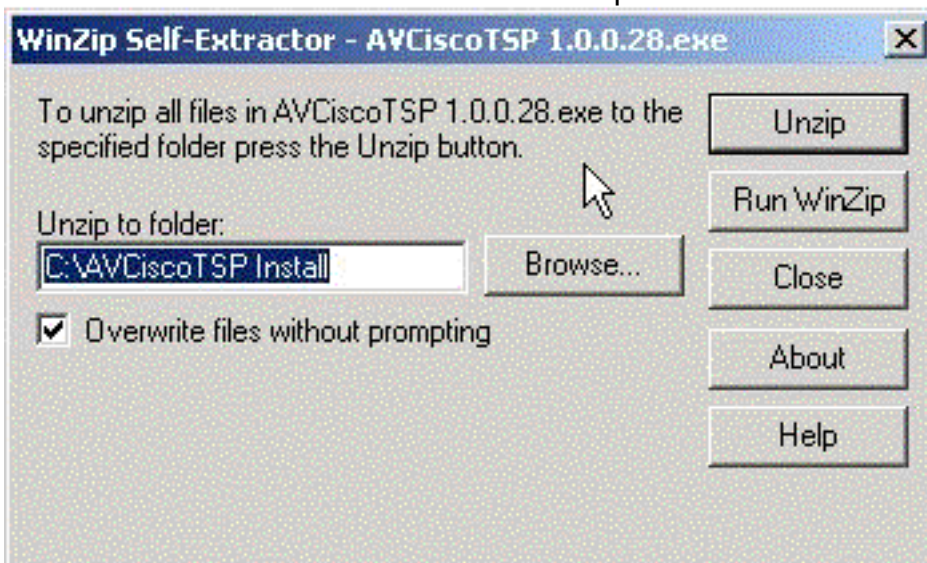 WinZip Self-Extractor - AVCiscoTSP 1.0.0.28.exe
To unzip all files in AVCiscoTSP 1.0.0.28.exe to the
specified folder press the Unzip button.
Unzip to folder:
C:\AVCiscoTSP Install
Browse...
Overwrite files without prompting
Unzip
Run WinZip
Close
About
Help